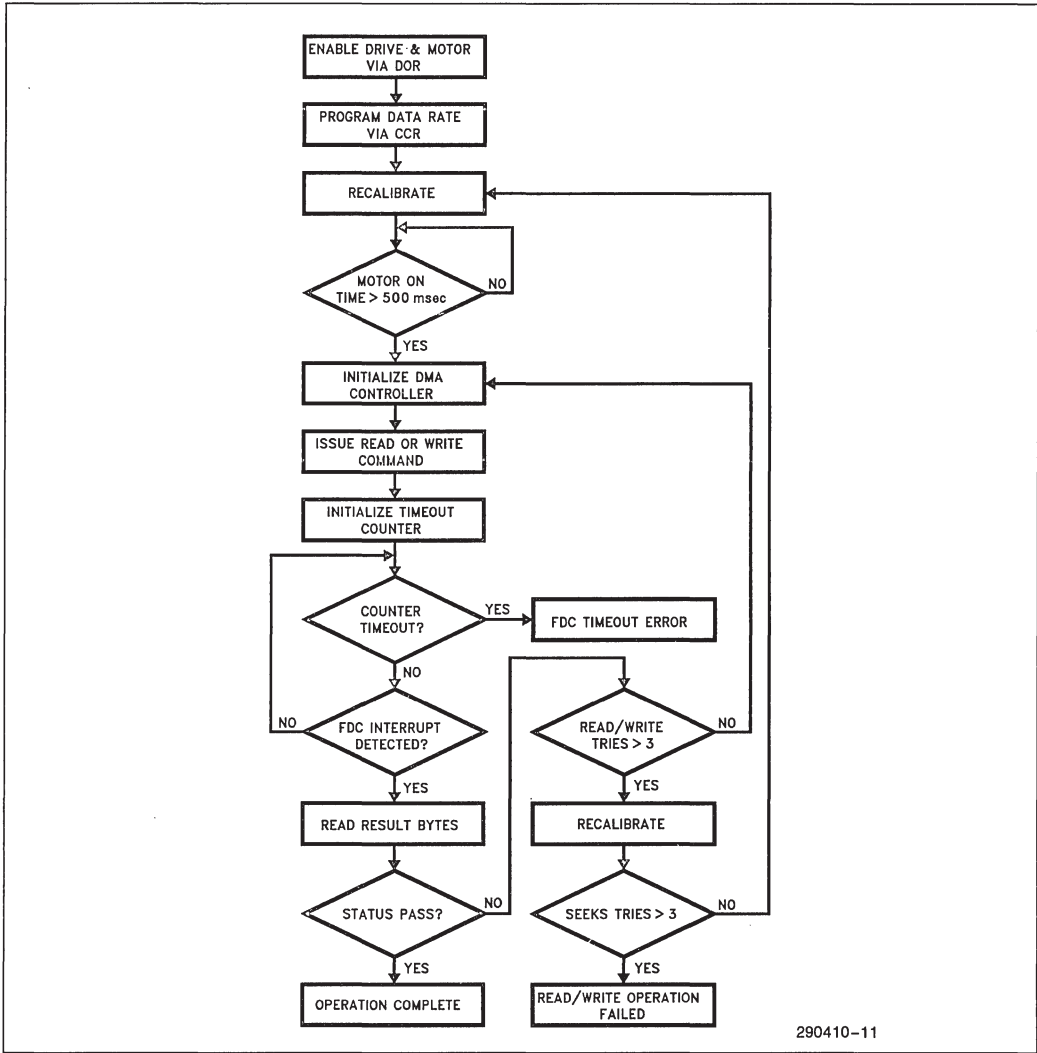 ENABLE DRIVE & MOTOR
VIA DOR
PROGRAM DATA RATE
VIA CCR
RECALIBRATE
MOTOR ON
TIME > 500 msec
NO
YES
INITIALIZE DMA
CONTROLLER
ISSUE READ OR WRITE
COMMAND
INITIALIZE TIMEOUT
COUNTER
COUNTER
TIMEOUT?
YES
FDC TIMEOUT ERROR
NO
FDC INTERRUPT
DETECTED?
NO
YES
READ RESULT BYTES
STATUS PASS?
NO
YES
OPERATION COMPLETE
READ/WRITE
TRIES > 3
NO
YES
RECALIBRATE
SEEKS TRIES > 3
NO
YES
READ/WRITE OPERATION
FAILED
290410-11